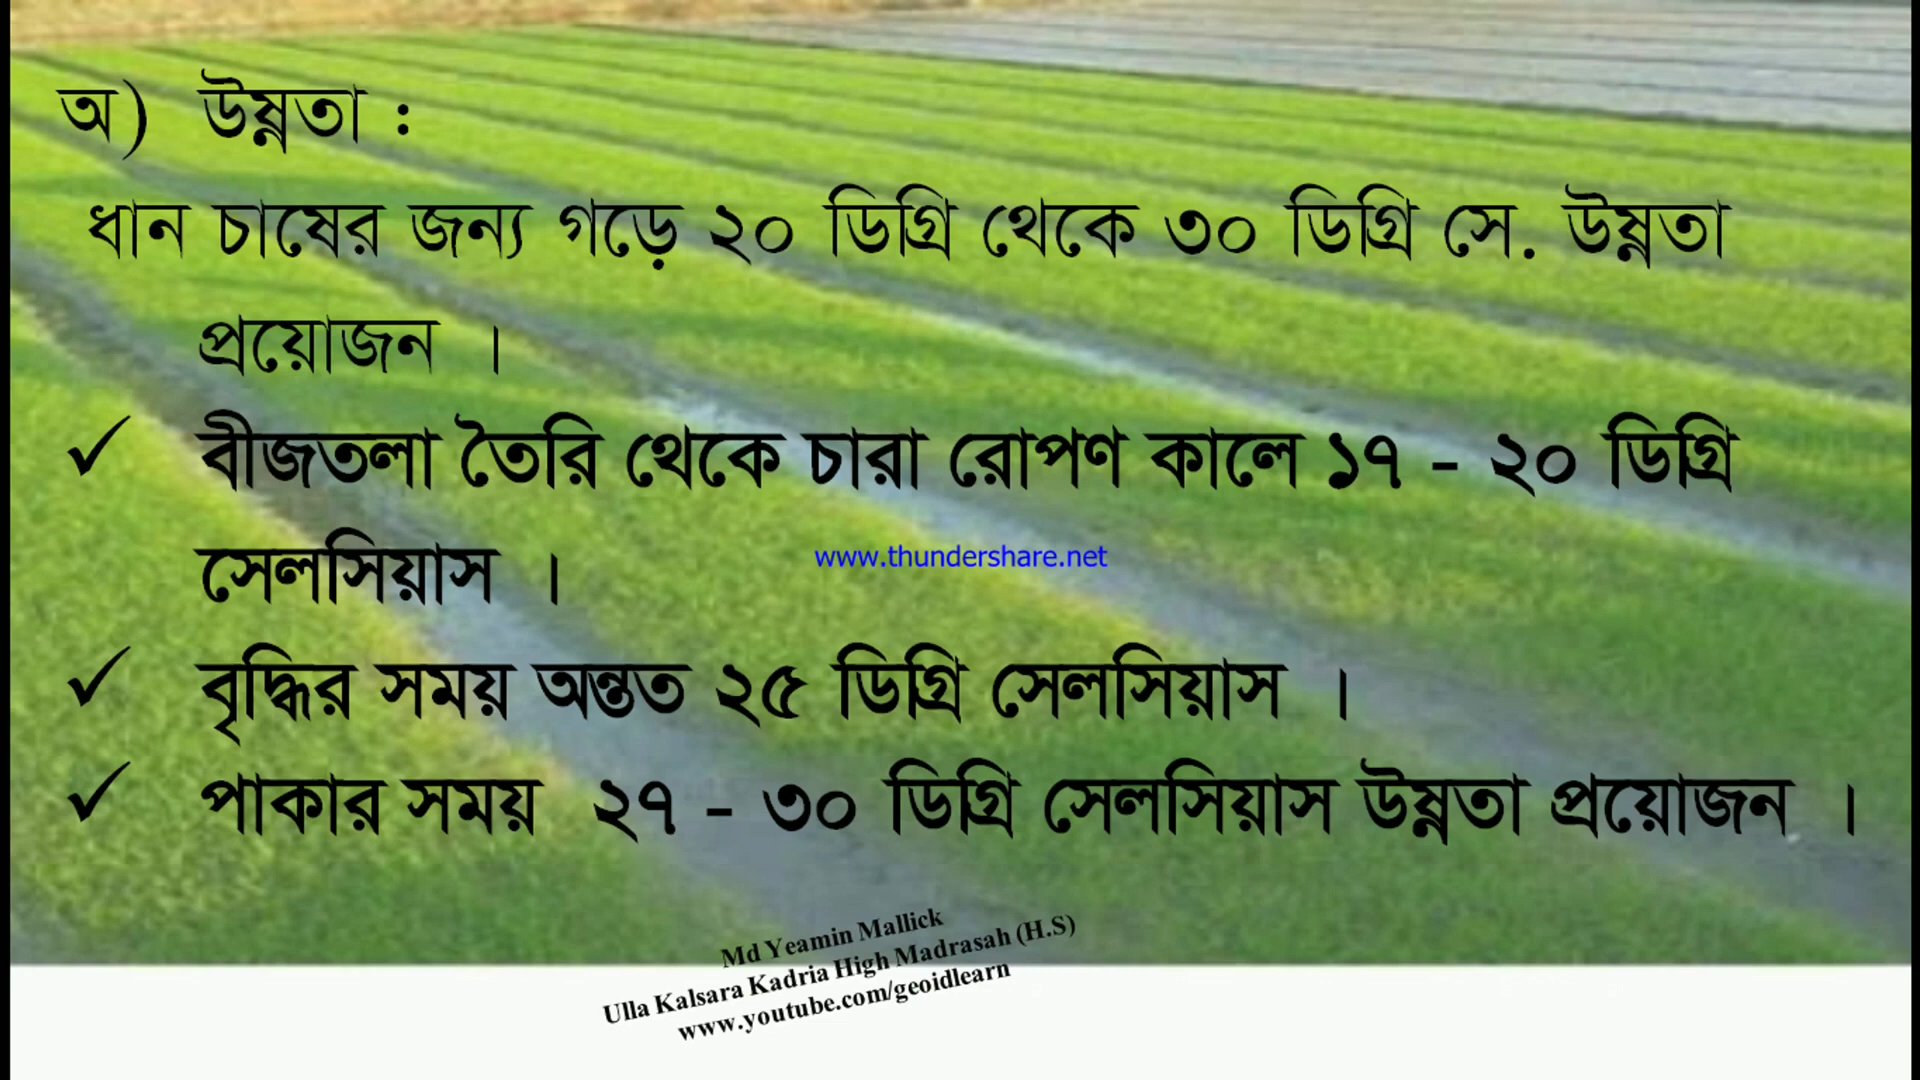 অ) উষ্ণতা :
ধান চাষের জন্য গড়ে ২০ ডিগ্রি থেকে ৩০ ডিগ্রি সে. উষ্ণতা
প্রয়োজন ।
✓ বীজতলা তৈরি থেকে চারা রোপণ কালে ১৭ - ২০ ডিগ্রি
সেলসিয়াস ।
www.thundershare.net
✓ বৃদ্ধির সময় অন্তত ২৫ ডিগ্রি সেলসিয়াস ।
✓ পাকার সময় ২৭ - ৩০ ডিগ্রি সেলসিয়াস উষ্ণতা প্রয়োজন ।
Md Yeamin Mallick
Ulla Kalsara Kadria High Madrasah (H.S)
www.youtube.com/geoidlearn